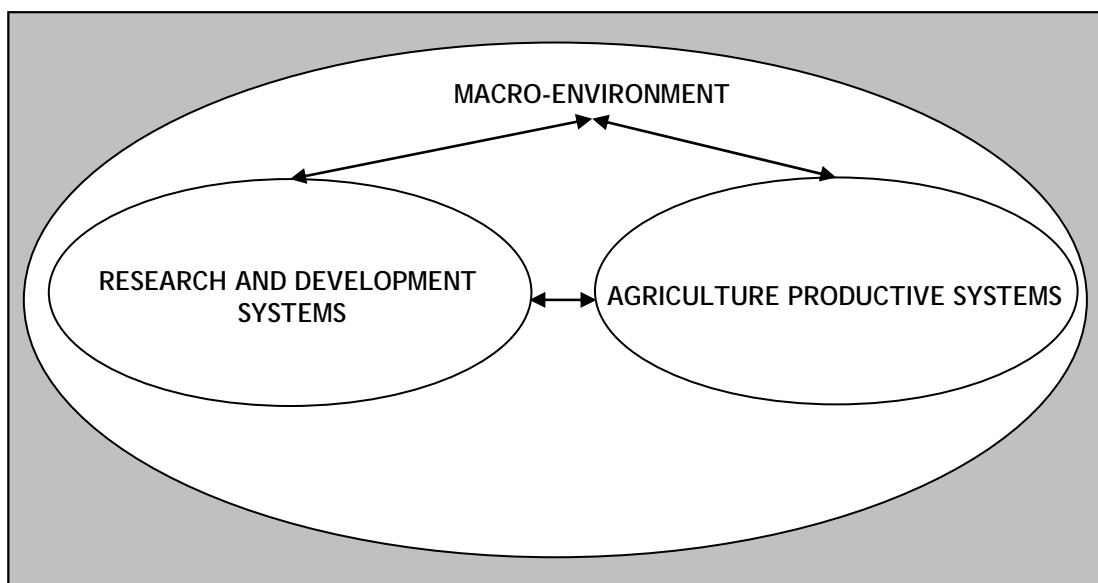 MACRO-ENVIRONMENT
RESEARCH AND DEVELOPMENT
SYSTEMS
AGRICULTURE PRODUCTIVE SYSTEMS